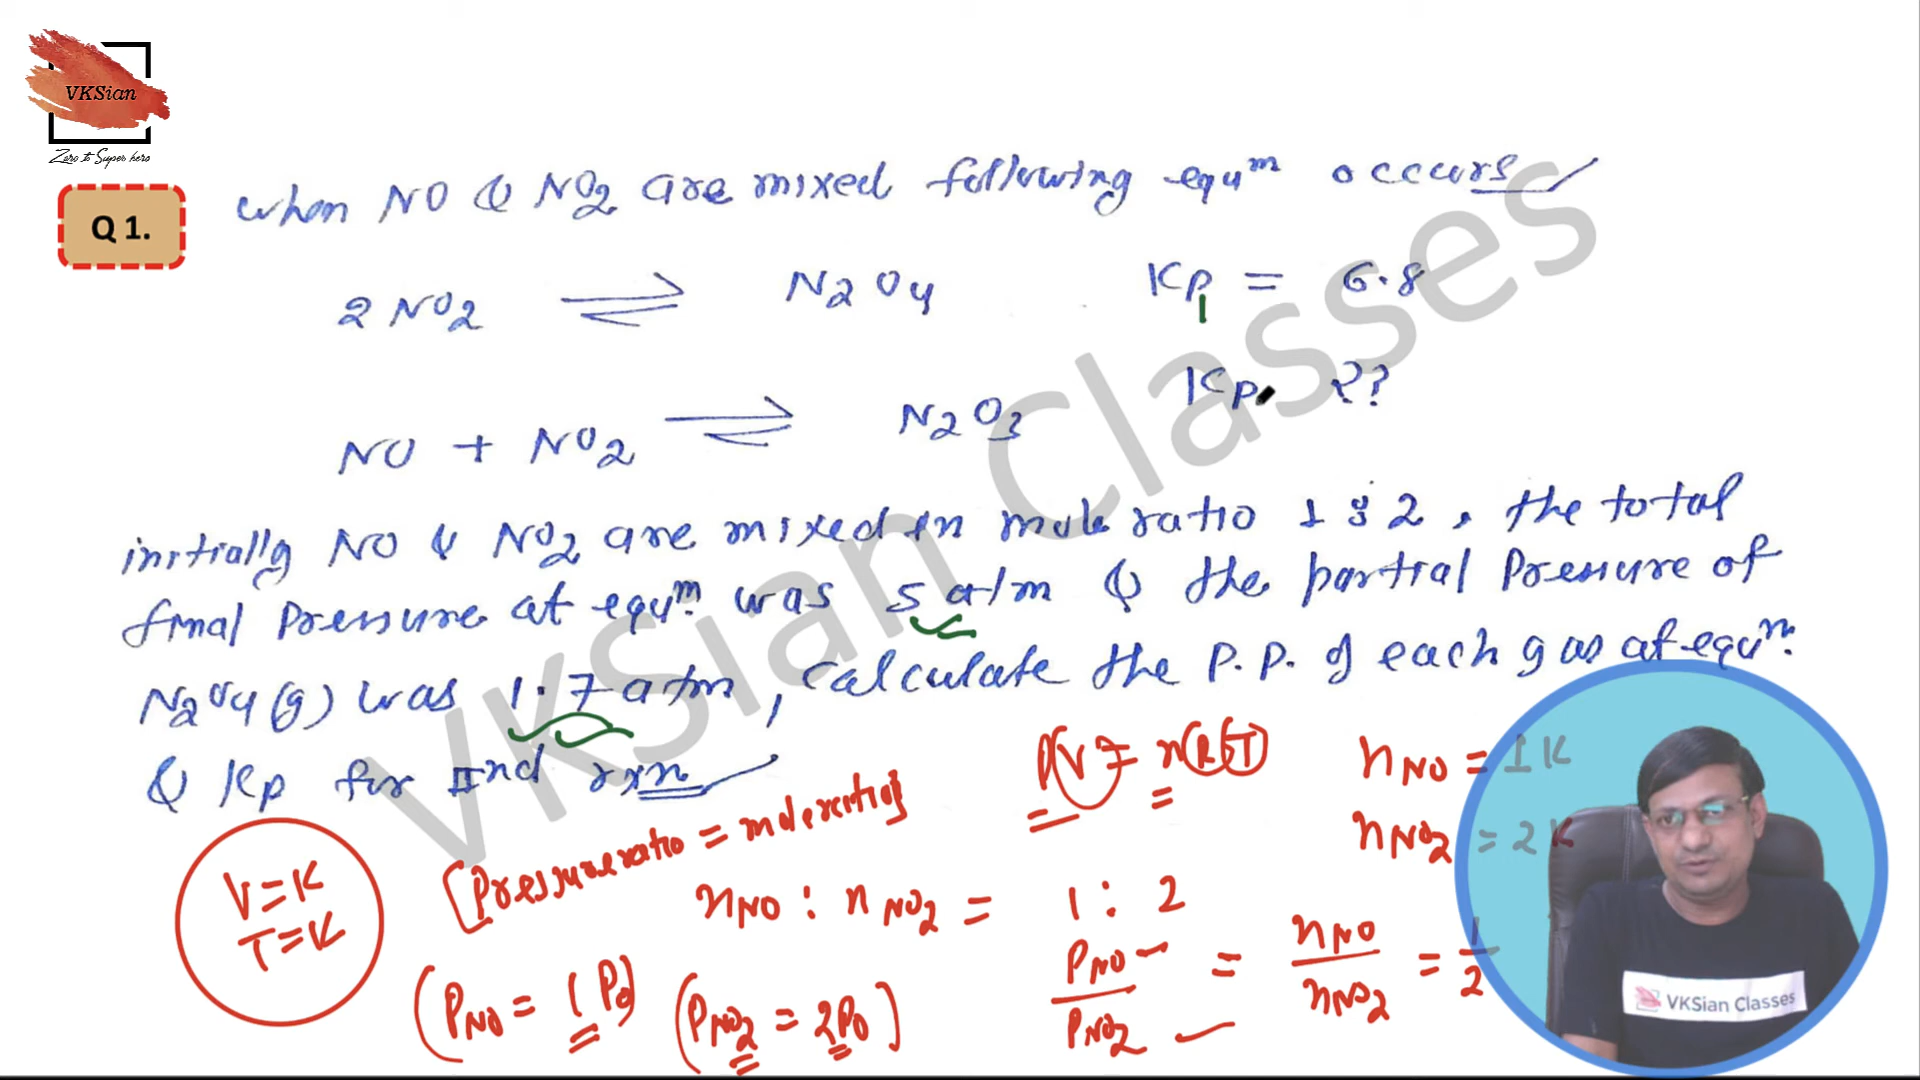 VKSian
Zero to Super hero
Q 1.
when NO & NO2 are mixed following equm occurs
2 NO2 ⇌ N2O4 Kp1 = 6.8
NO + NO2 ⇌ N2O3 Kp ??
initially NO & NO2 are mixed in mole ratio 1 : 2, the total
final Pressure at equm. was 5 atm & the partial Pressure of
N2O4 (g) was 1.7 atm, calculate the P.P. of each gas at equm.
& Kp for IInd rxn
PV = nRT
nNO = 1K
nNO2 = 2K
[Pressure ratio = mole ratio]
V = K
T = K
nNO : nNO2 = 1 : 2
(PNO = 1 P0) (PNO2 = 2P0)
PNO / PNO2 = nNO / nNO2 = 1 / 2
VKSian Classes
VKSian Classes